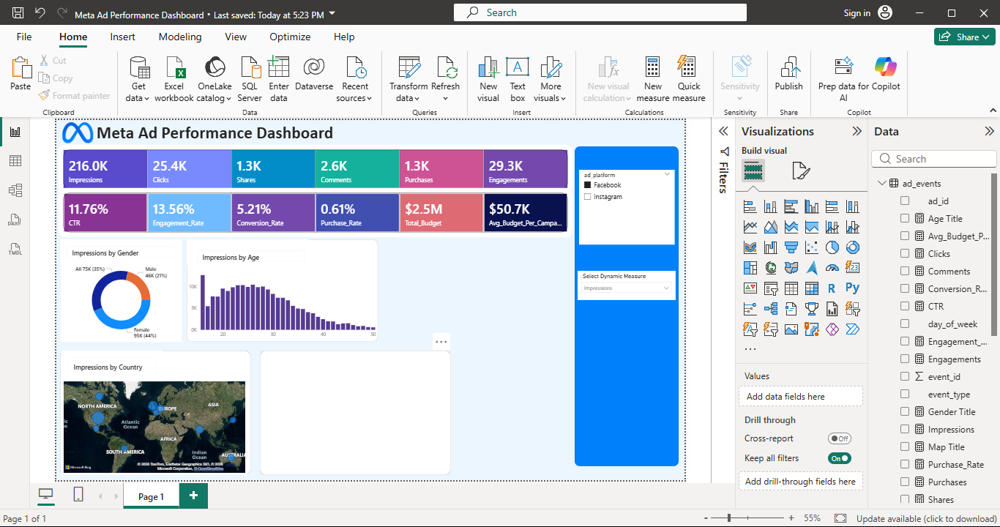 Meta Ad Performance Dashboard • Last saved: Today at 5:23 PM
Search
Sign in
File Home Insert Modeling View Optimize Help
Share
Paste
Cut
Copy
Format painter
Clipboard
Get data
Excel workbook
OneLake catalog
SQL Server
Enter data
Dataverse
Recent sources
Data
Transform data
Refresh
Queries
New visual
Text box
More visuals
Insert
New visual calculation
New measure
Quick measure
Calculations
Sensitivity
Sensitivity
Publish
Share
Prep data for AI
Copilot
Copilot
DAX
TMDL
Meta Ad Performance Dashboard
216.0K
Impressions
25.4K
Clicks
1.3K
Shares
2.6K
Comments
1.3K
Purchases
29.3K
Engagements
11.76%
CTR
13.56%
Engagement_Rate
5.21%
Conversion_Rate
0.61%
Purchase_Rate
$2.5M
Total_Budget
$50.7K
Avg_Budget_Per_Campa...
ad_platform
Facebook
Instagram
Select Dynamic Measure
Impressions
Impressions by Gender
All 75K (35%)
Male
46K (21%)
Female
95K (44%)
Impressions by Age
10K
5K
0K
20 30 40 50
Impressions by Country
NORTH AMERICA
EUROPE
ASIA
Atlantic
Ocean
AFRICA
SOUTH AMERICA
Indian
Ocean
AUSTRALIA
Microsoft Bing
© 2026 TomTom, Earthstar Geographics SIO, © 2026
Microsoft Corporation, © OpenStreetMap
Filters
Visualizations
Build visual
123
R
Py
...
Values
Add data fields here
Drill through
Cross-report
Off
Keep all filters
On
Add drill-through fields here
Data
Search
ad_events
ad_id
Age Title
Avg_Budget_P...
Clicks
Comments
Conversion_R...
CTR
day_of_week
Engagement_...
Engagements
event_id
event_type
Gender Title
Impressions
Map Title
Purchase_Rate
Purchases
Shares
Page 1
Page 1 of 1
- + 55%
Update available (click to download)